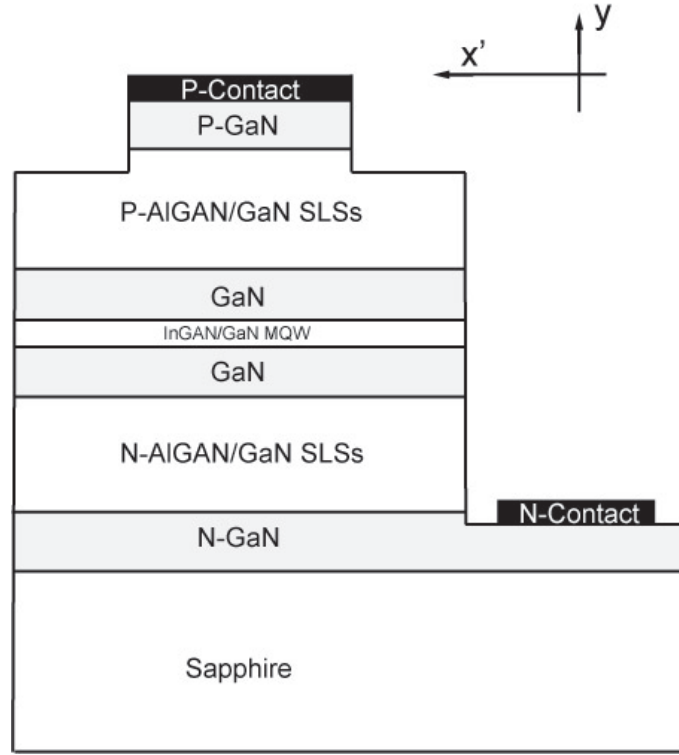 y
x'
P-Contact
P-GaN
P-AlGAN/GaN SLSs
GaN
InGAN/GaN MQW
GaN
N-AlGAN/GaN SLSs
N-Contact
N-GaN
Sapphire